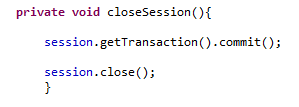 private void closeSession(){
session.getTransaction().commit();
session.close();
}